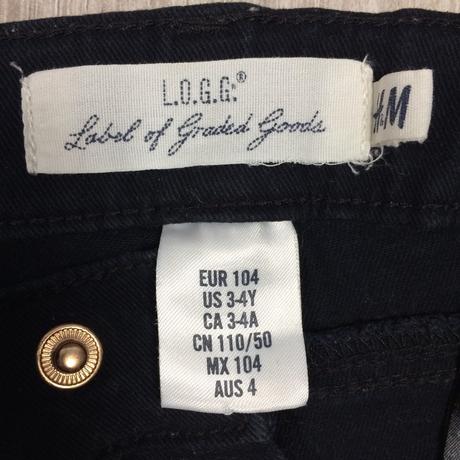 L.O.G.G.®
Label of Graded Goods
H&M
EUR 104
US 3-4Y
CA 3-4A
CN 110/50
MX 104
AUS 4